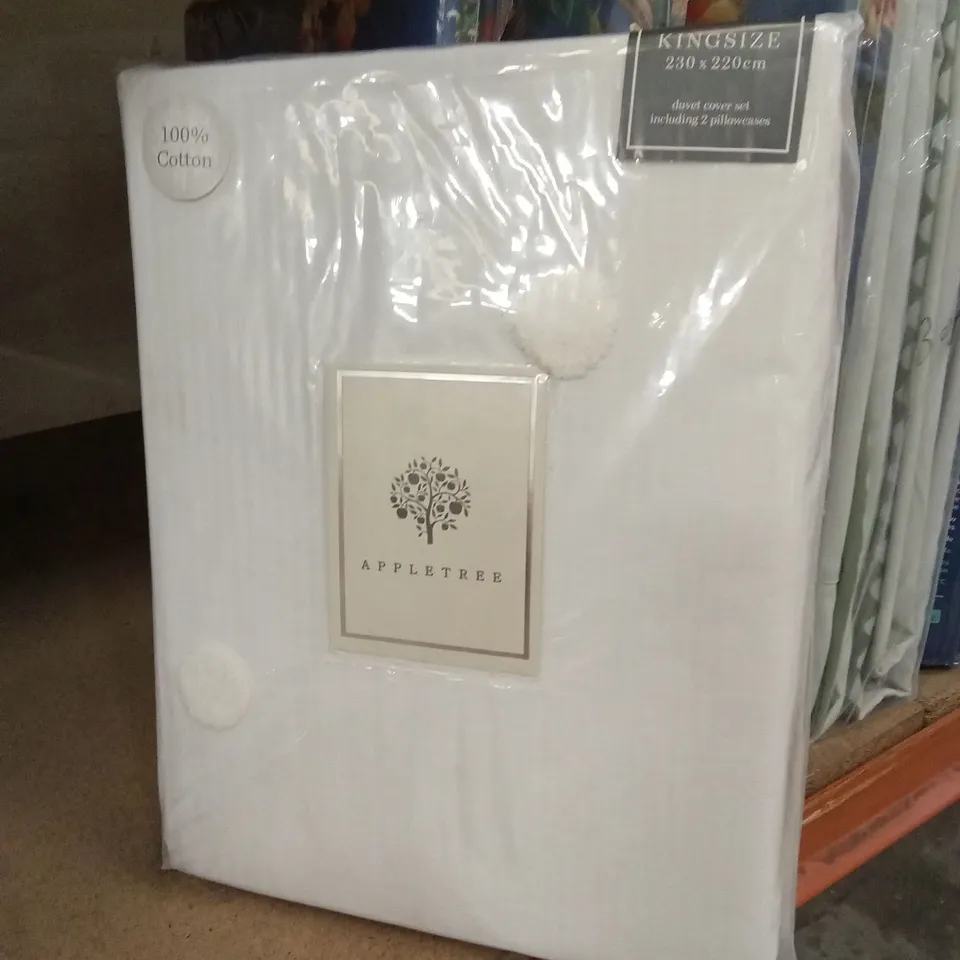 100%
Cotton
KINGSIZE
230 x 220cm
duvet cover set
including 2 pillowcases
APPLETREE